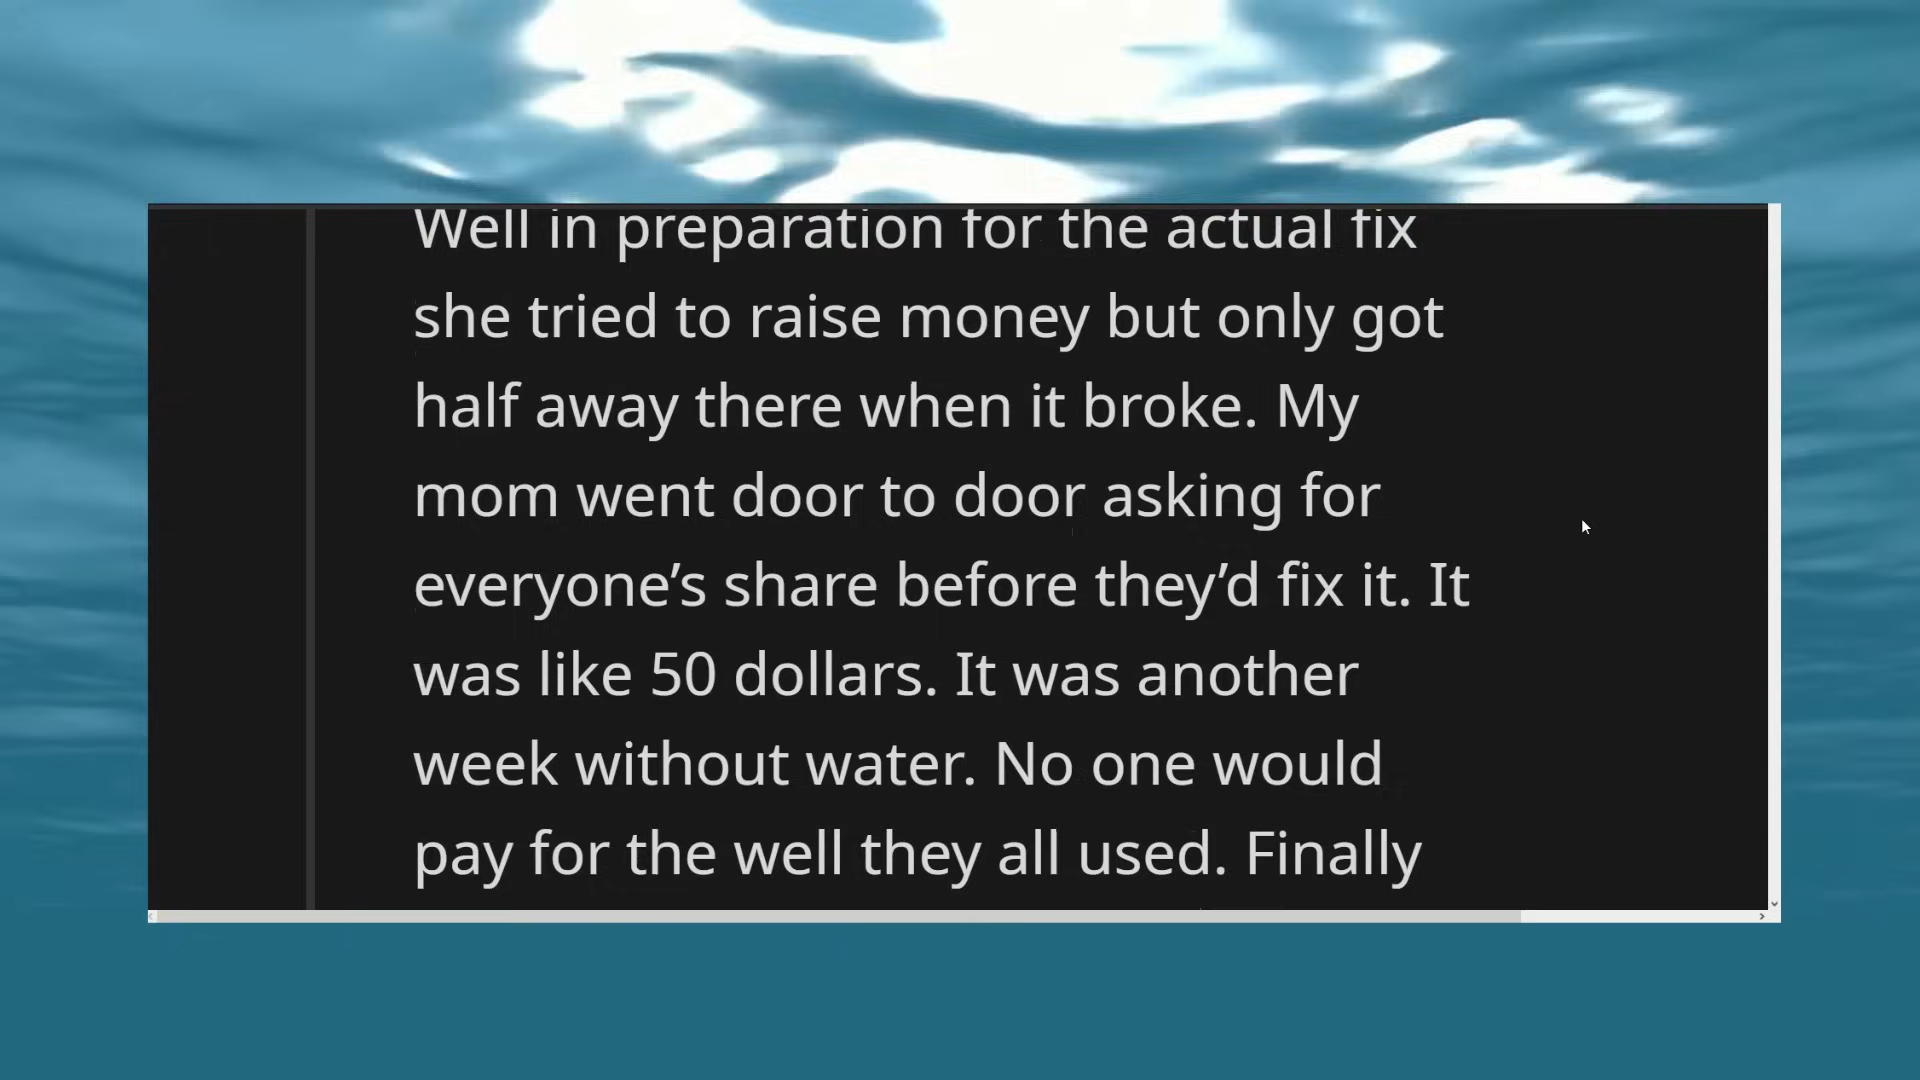 Well in preparation for the actual fix
she tried to raise money but only got
half away there when it broke. My
mom went door to door asking for
everyone’s share before they’d fix it. It
was like 50 dollars. It was another
week without water. No one would
pay for the well they all used. Finally